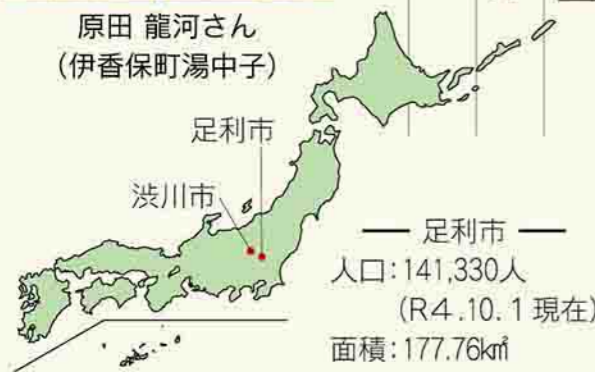 原田 龍河さん
（伊香保町湯中子）
足利市
渋川市
足利市
人口：141,330人
（R4.10.1現在）
面積：177.76㎢